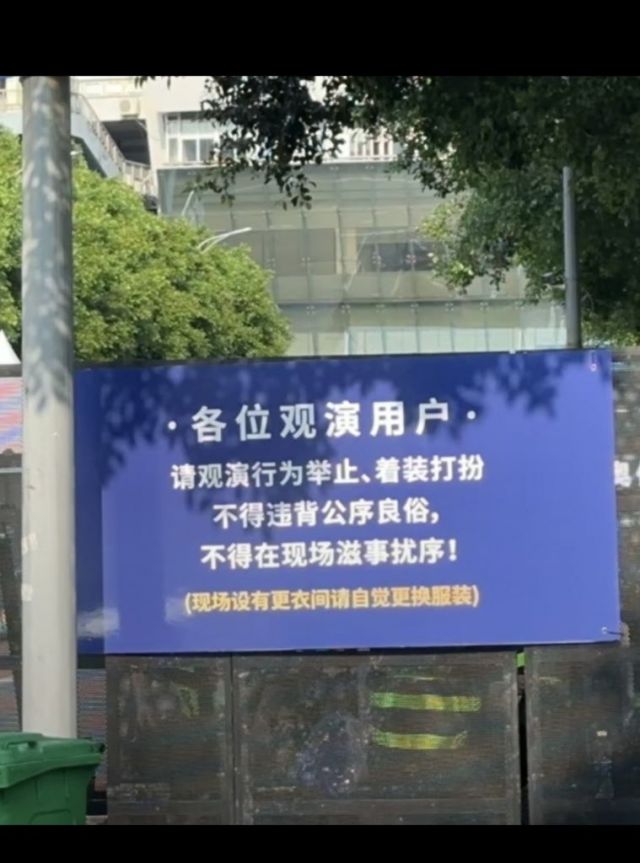 ·各位观演用户·
请观演行为举止、着装打扮
不得违背公序良俗,
不得在现场滋事扰序!
(现场设有更衣间请自觉更换服装)